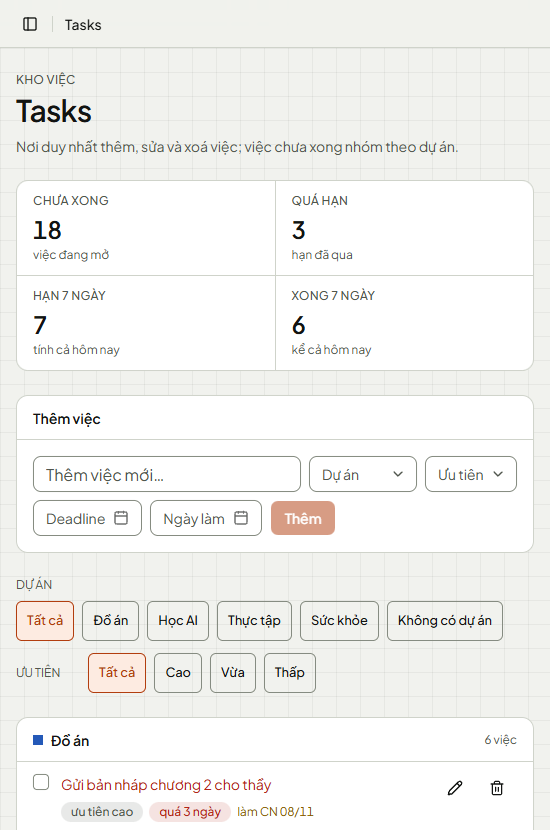 Tasks
KHO VIỆC
Tasks
Nơi duy nhất thêm, sửa và xoá việc; việc chưa xong nhóm theo dự án.
CHƯA XONG
18
việc đang mở
QUÁ HẠN
3
hạn đã qua
HẠN 7 NGÀY
7
tính cả hôm nay
XONG 7 NGÀY
6
kể cả hôm nay
Thêm việc
Thêm việc mới... Dự án Ưu tiên
Deadline Ngày làm Thêm
DỰ ÁN
Tất cả Đồ án Học AI Thực tập Sức khỏe Không có dự án
ƯU TIÊN Tất cả Cao Vừa Thấp
Đồ án 6 việc
Gửi bản nháp chương 2 cho thầy
ưu tiên cao quá 3 ngày làm CN 08/11